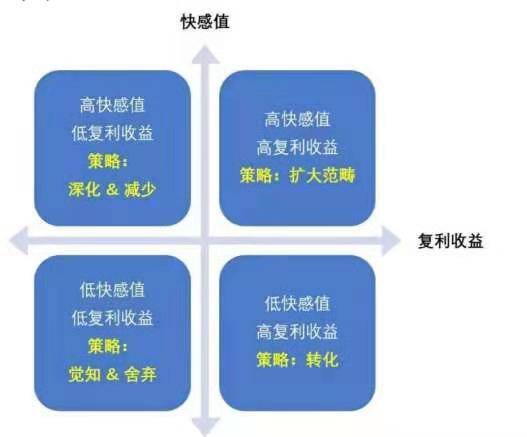 快感值
高快感值
低复利收益
策略：
深化 & 减少
高快感值
高复利收益
策略：扩大范畴
复利收益
低快感值
低复利收益
策略：
觉知 & 舍弃
低快感值
高复利收益
策略：转化